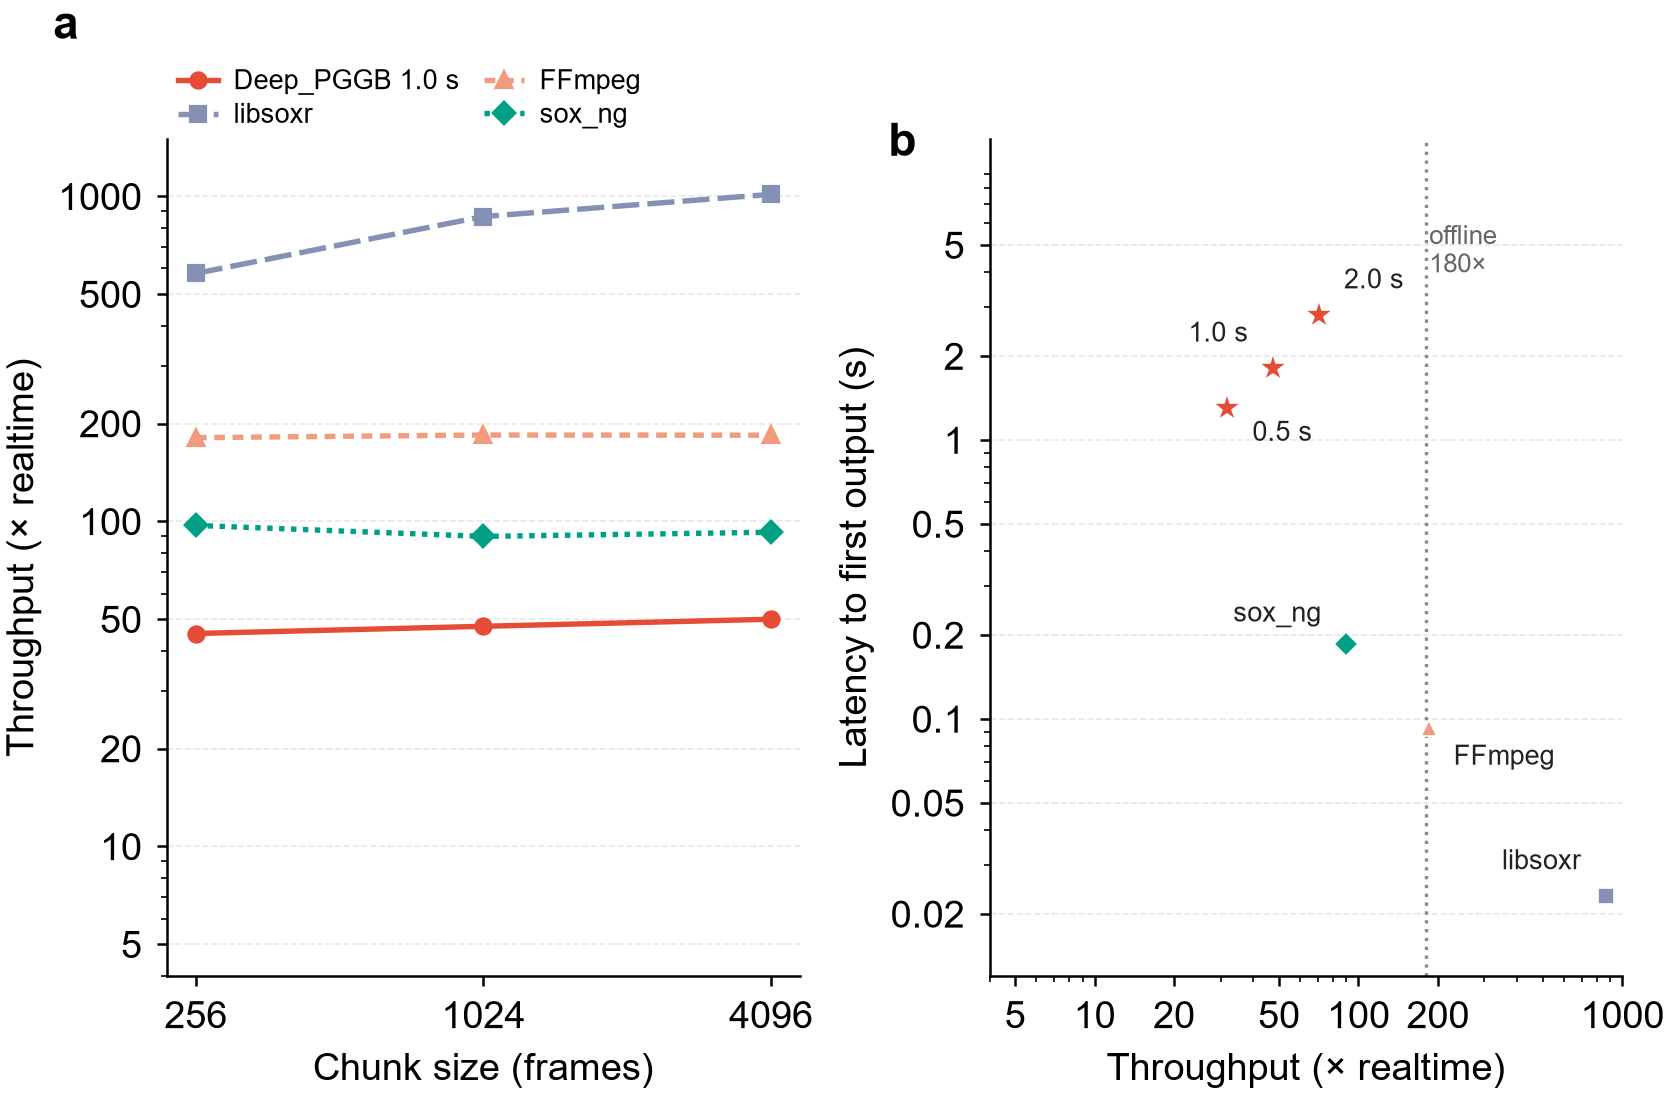 a
Deep_PGGB 1.0 s
FFmpeg
libsoxr
sox_ng
1000
500
200
100
50
20
10
5
Throughput (× realtime)
256
1024
4096
Chunk size (frames)
b
5
2
1
0.5
0.2
0.1
0.05
0.02
Latency to first output (s)
offline
180×
2.0 s
1.0 s
0.5 s
sox_ng
FFmpeg
libsoxr
5
10
20
50
100
200
1000
Throughput (× realtime)